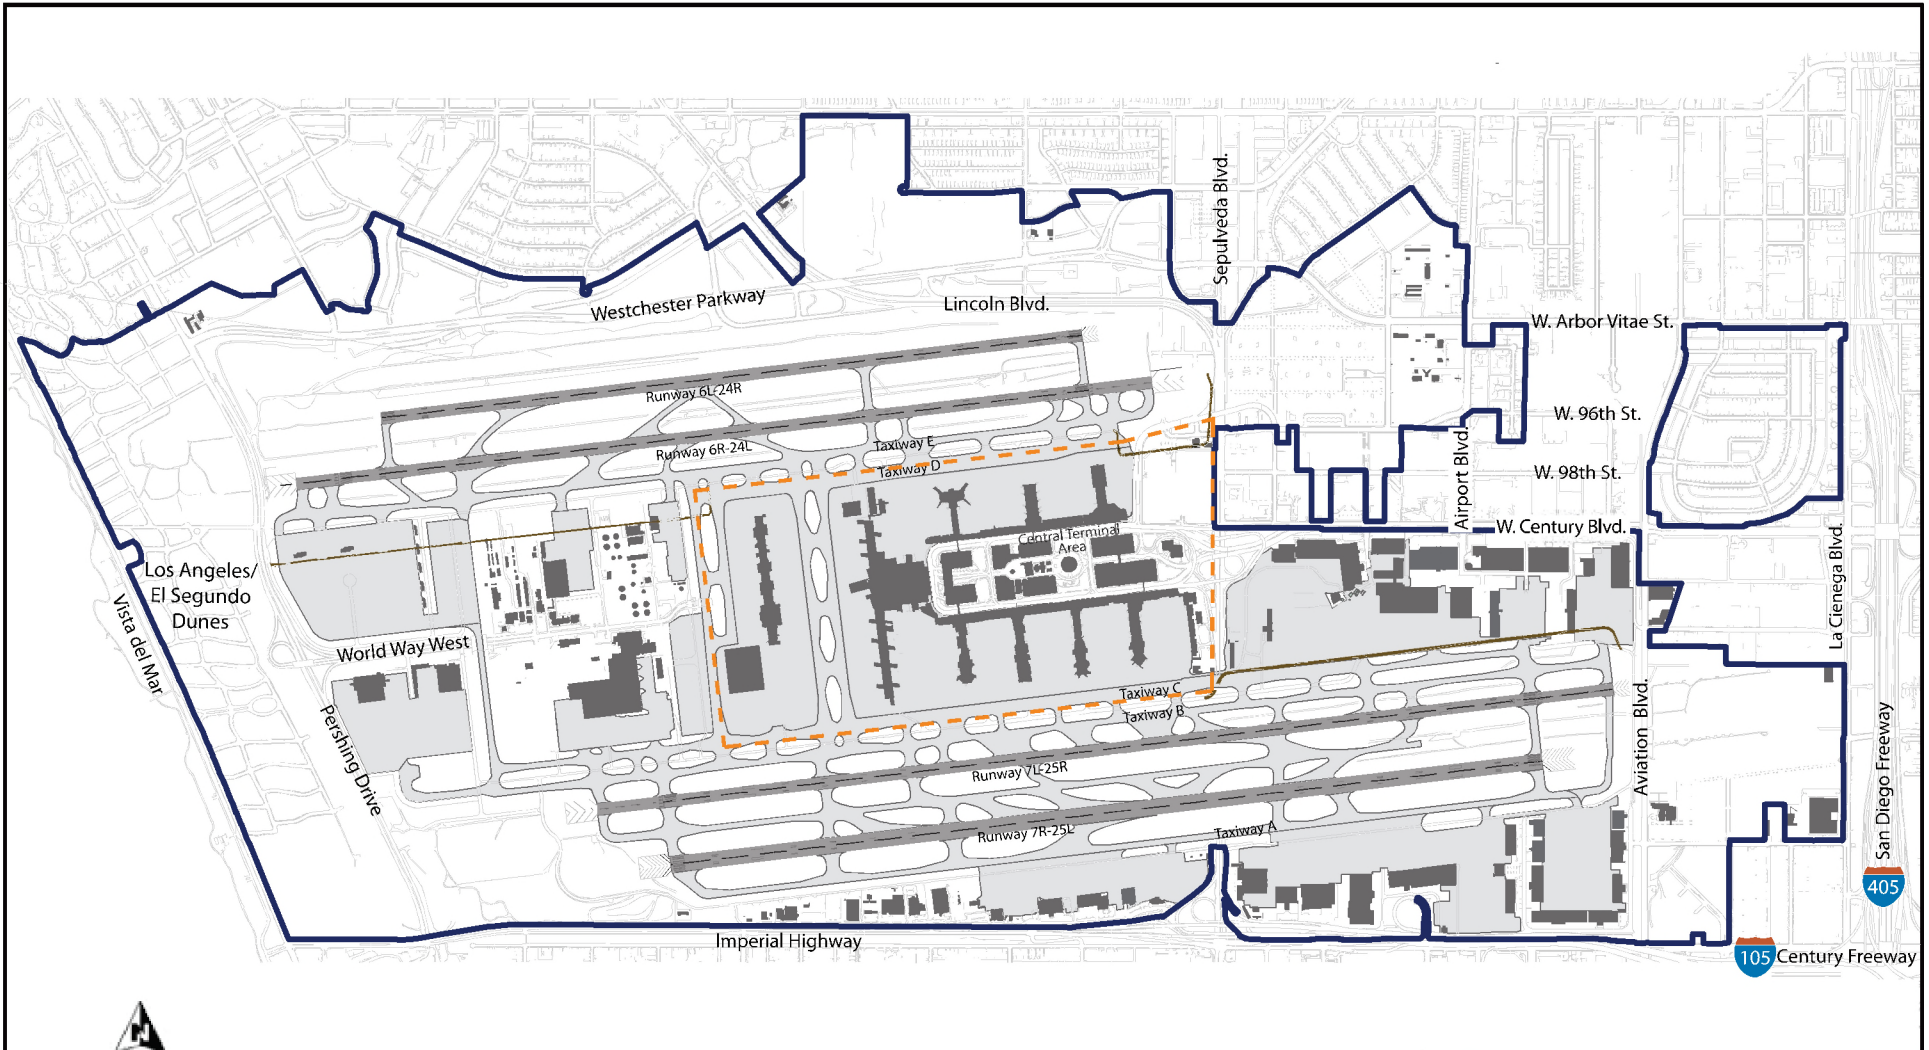 Sepulveda Blvd.
Westchester Parkway
Lincoln Blvd.
W. Arbor Vitae St.
Runway 6L-24R
W. 96th St.
Airport Blvd.
Runway 6R-24L
Taxiway E
Taxiway D
W. 98th St.
W. Century Blvd.
Central Terminal
Area
La Cienega Blvd.
Los Angeles/
El Segundo
Dunes
Vista del Mar
World Way West
Taxiway C
Taxiway B
Pershing Drive
Aviation Blvd.
San Diego Freeway
Runway 7L-25R
Runway 7R-25L
Taxiway A
405
Imperial Highway
105
Century Freeway
N